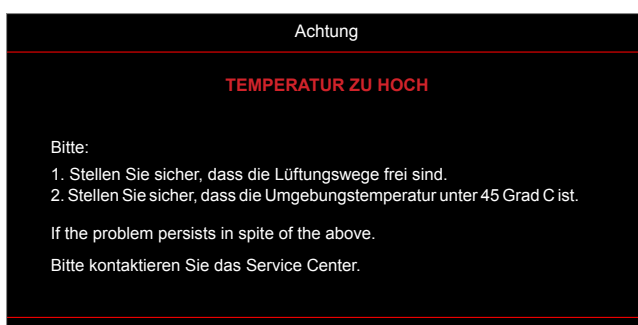 Achtung
TEMPERATUR ZU HOCH
Bitte:
1. Stellen Sie sicher, dass die Lüftungswege frei sind.
2. Stellen Sie sicher, dass die Umgebungstemperatur unter 45 Grad C ist.
If the problem persists in spite of the above.
Bitte kontaktieren Sie das Service Center.